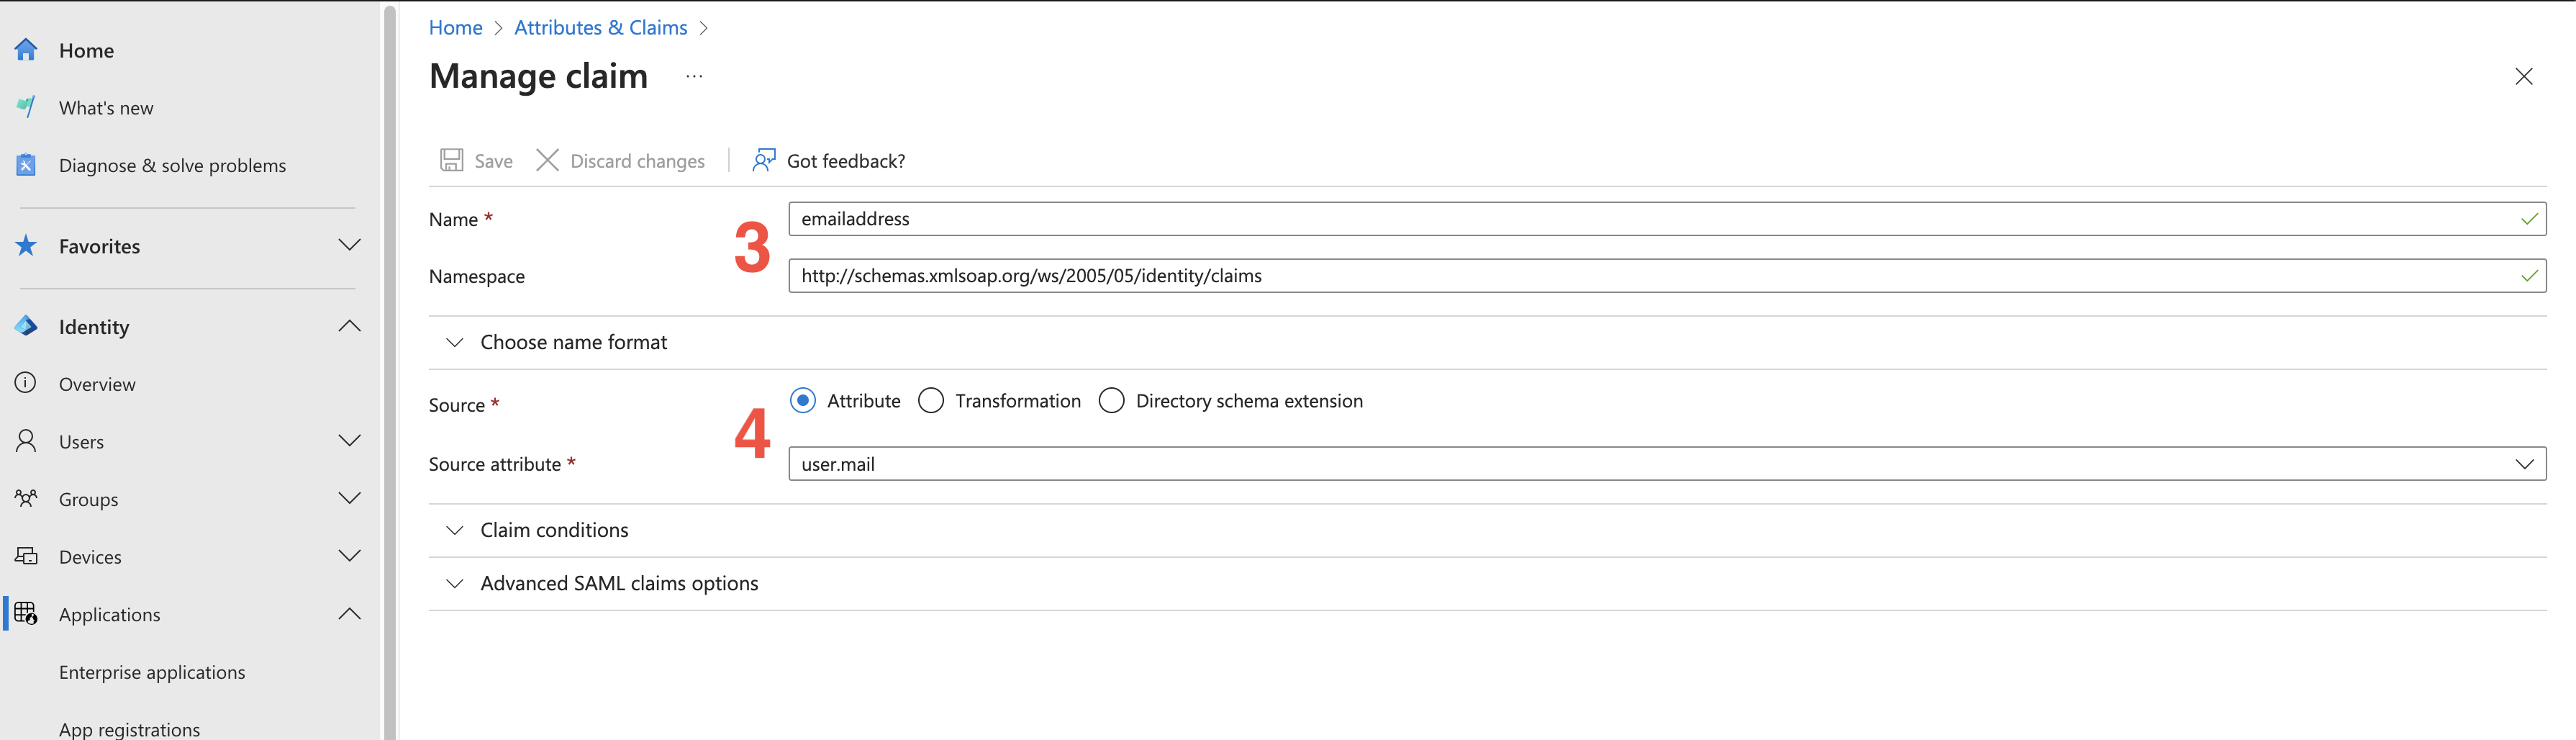 Home
What's new
Diagnose & solve problems
Favorites
Identity
Overview
Users
Groups
Devices
Applications
Enterprise applications
App registrations
Home > Attributes & Claims >
Manage claim ...
Save Discard changes Got feedback?
Name * emailaddress
3
Namespace http://schemas.xmlsoap.org/ws/2005/05/identity/claims
Choose name format
Source * Attribute Transformation Directory schema extension
4
Source attribute * user.mail
Claim conditions
Advanced SAML claims options